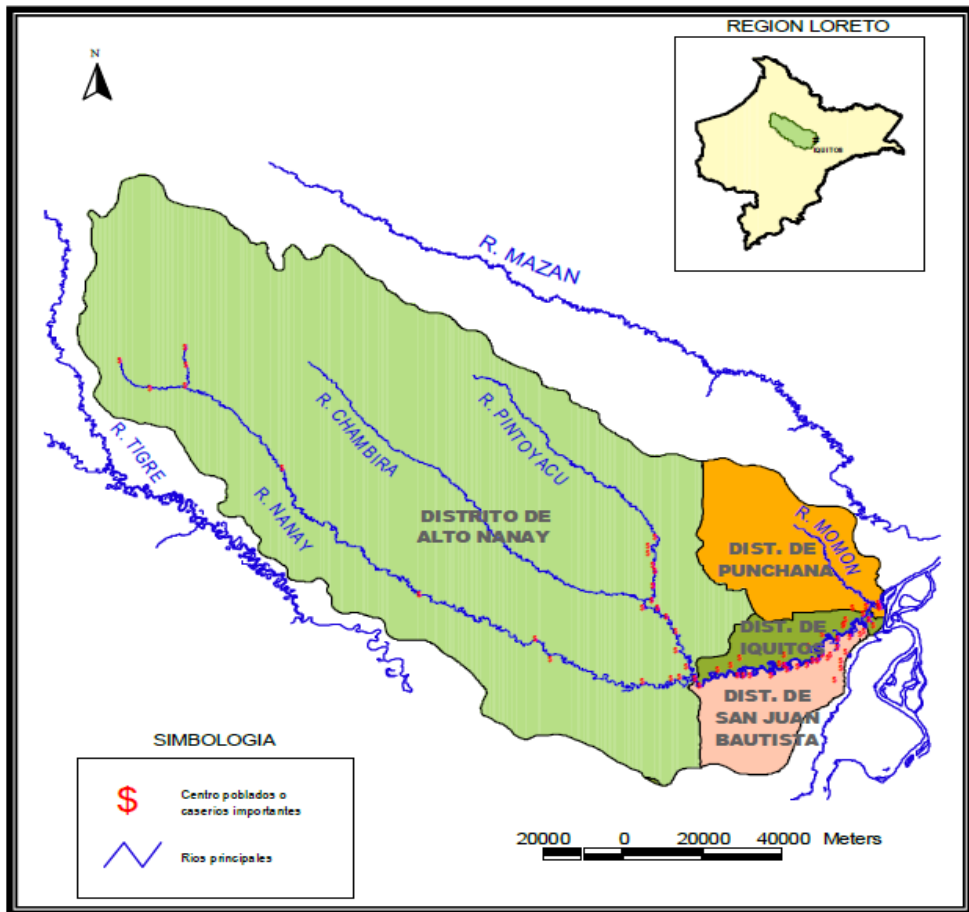 REGION LORETO
N
IQUITOS
R. MAZAN
R. TIGRE
R. NANAY
R. CHAMBIRA
R. PINTOYACU
R. MOMON
DISTRITO DE
ALTO NANAY
DIST. DE
PUNCHANA
DIST. DE
IQUITOS
DIST. DE
SAN JUAN
BAUTISTA
SIMBOLOGIA
$
Centro poblados o
caserios importantes
Rios principales
20000 0 20000 40000 Meters